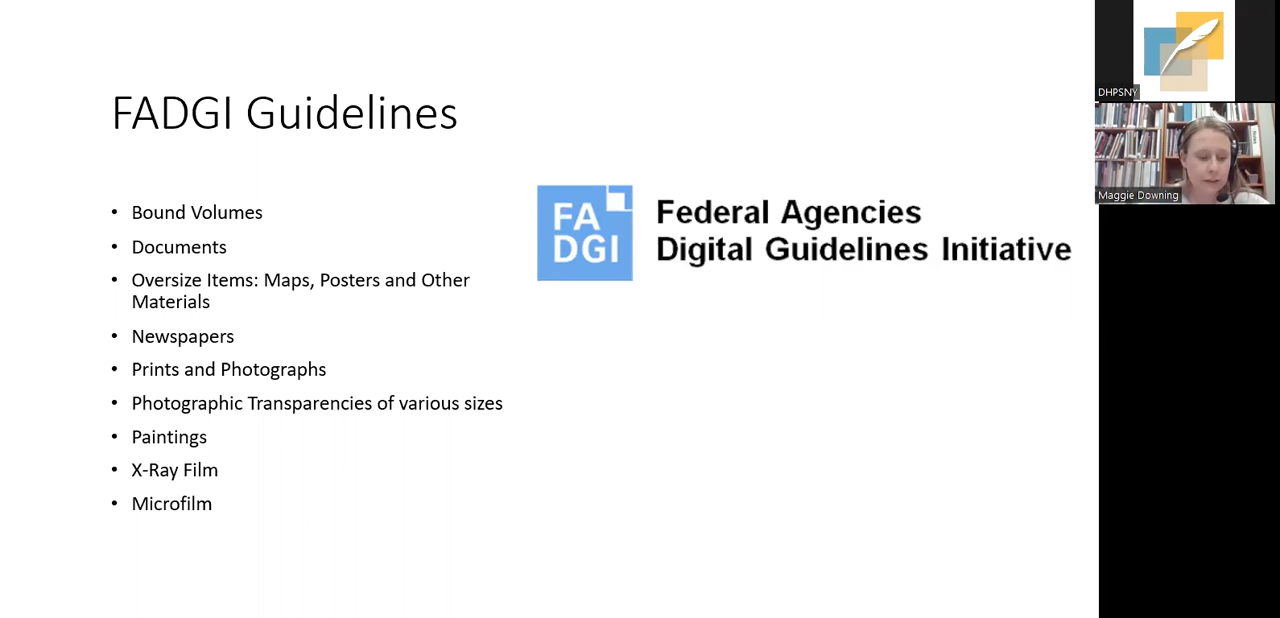 FADGI Guidelines
• Bound Volumes
• Documents
• Oversize Items: Maps, Posters and Other
Materials
• Newspapers
• Prints and Photographs
• Photographic Transparencies of various sizes
• Paintings
• X-Ray Film
• Microfilm
FA
DGI
Federal Agencies
Digital Guidelines Initiative
DHPSNY
Maggie Downing